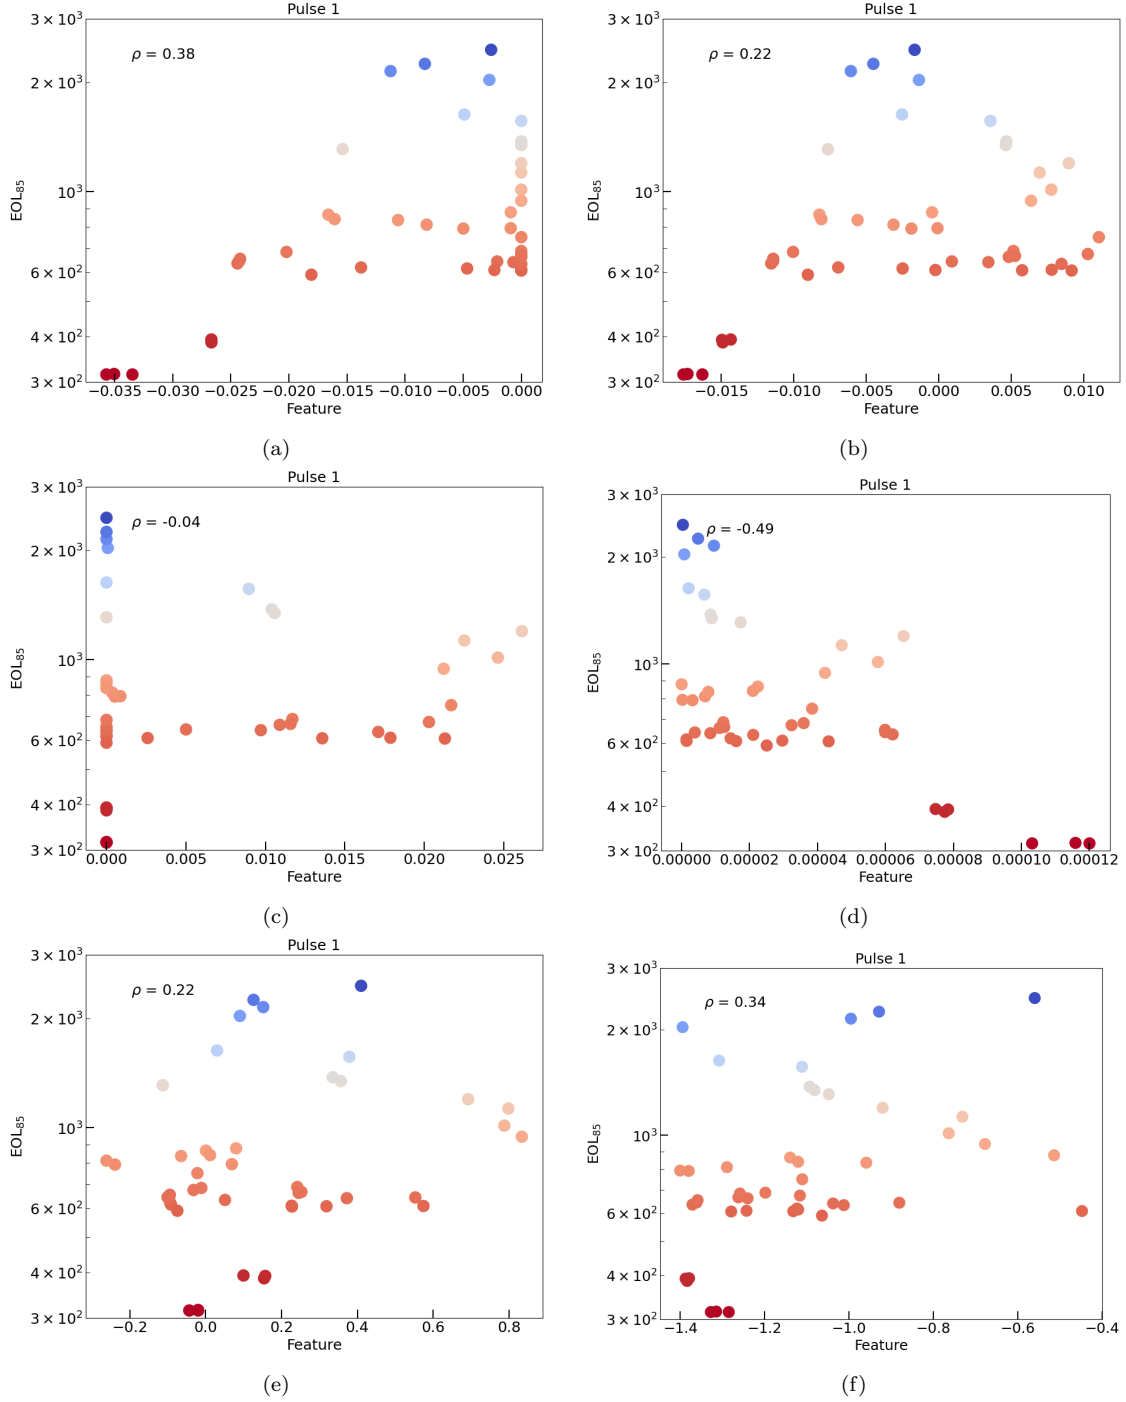 Pulse 1
Pulse 1
3 × 10³
2 × 10³
10³
6 × 10²
4 × 10²
3 × 10²
EOL₈₅
ρ = 0.38
−0.035 −0.030 −0.025 −0.020 −0.015 −0.010 −0.005 0.000
Feature
(a)
3 × 10³
2 × 10³
10³
6 × 10²
4 × 10²
3 × 10²
EOL₈₅
ρ = 0.22
−0.015 −0.010 −0.005 0.000 0.005 0.010
Feature
(b)
Pulse 1
3 × 10³
2 × 10³
10³
6 × 10²
4 × 10²
3 × 10²
EOL₈₅
ρ = -0.04
0.000 0.005 0.010 0.015 0.020 0.025
Feature
(c)
Pulse 1
3 × 10³
2 × 10³
10³
6 × 10²
4 × 10²
3 × 10²
EOL₈₅
ρ = -0.49
0.00000 0.00002 0.00004 0.00006 0.00008 0.00010 0.00012
Feature
(d)
Pulse 1
3 × 10³
2 × 10³
10³
6 × 10²
4 × 10²
3 × 10²
EOL₈₅
ρ = 0.22
−0.2 0.0 0.2 0.4 0.6 0.8
Feature
(e)
Pulse 1
3 × 10³
2 × 10³
10³
6 × 10²
4 × 10²
3 × 10²
EOL₈₅
ρ = 0.34
−1.4 −1.2 −1.0 −0.8 −0.6 −0.4
Feature
(f)